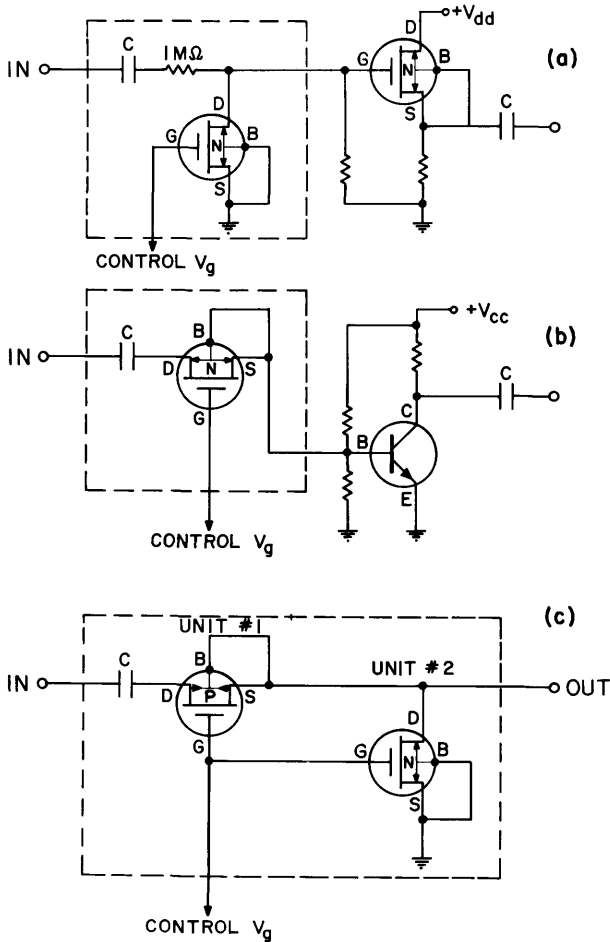 +Vdd
D
(a)
IN
C
1MΩ
G
N
B
D
S
C
G
N
B
S
CONTROL Vg
+Vcc
(b)
B
C
IN
C
D
N
S
C
G
B
E
CONTROL Vg
(c)
UNIT #1
B
UNIT #2
C
IN
D
P
S
OUT
D
G
G
N
B
S
CONTROL Vg